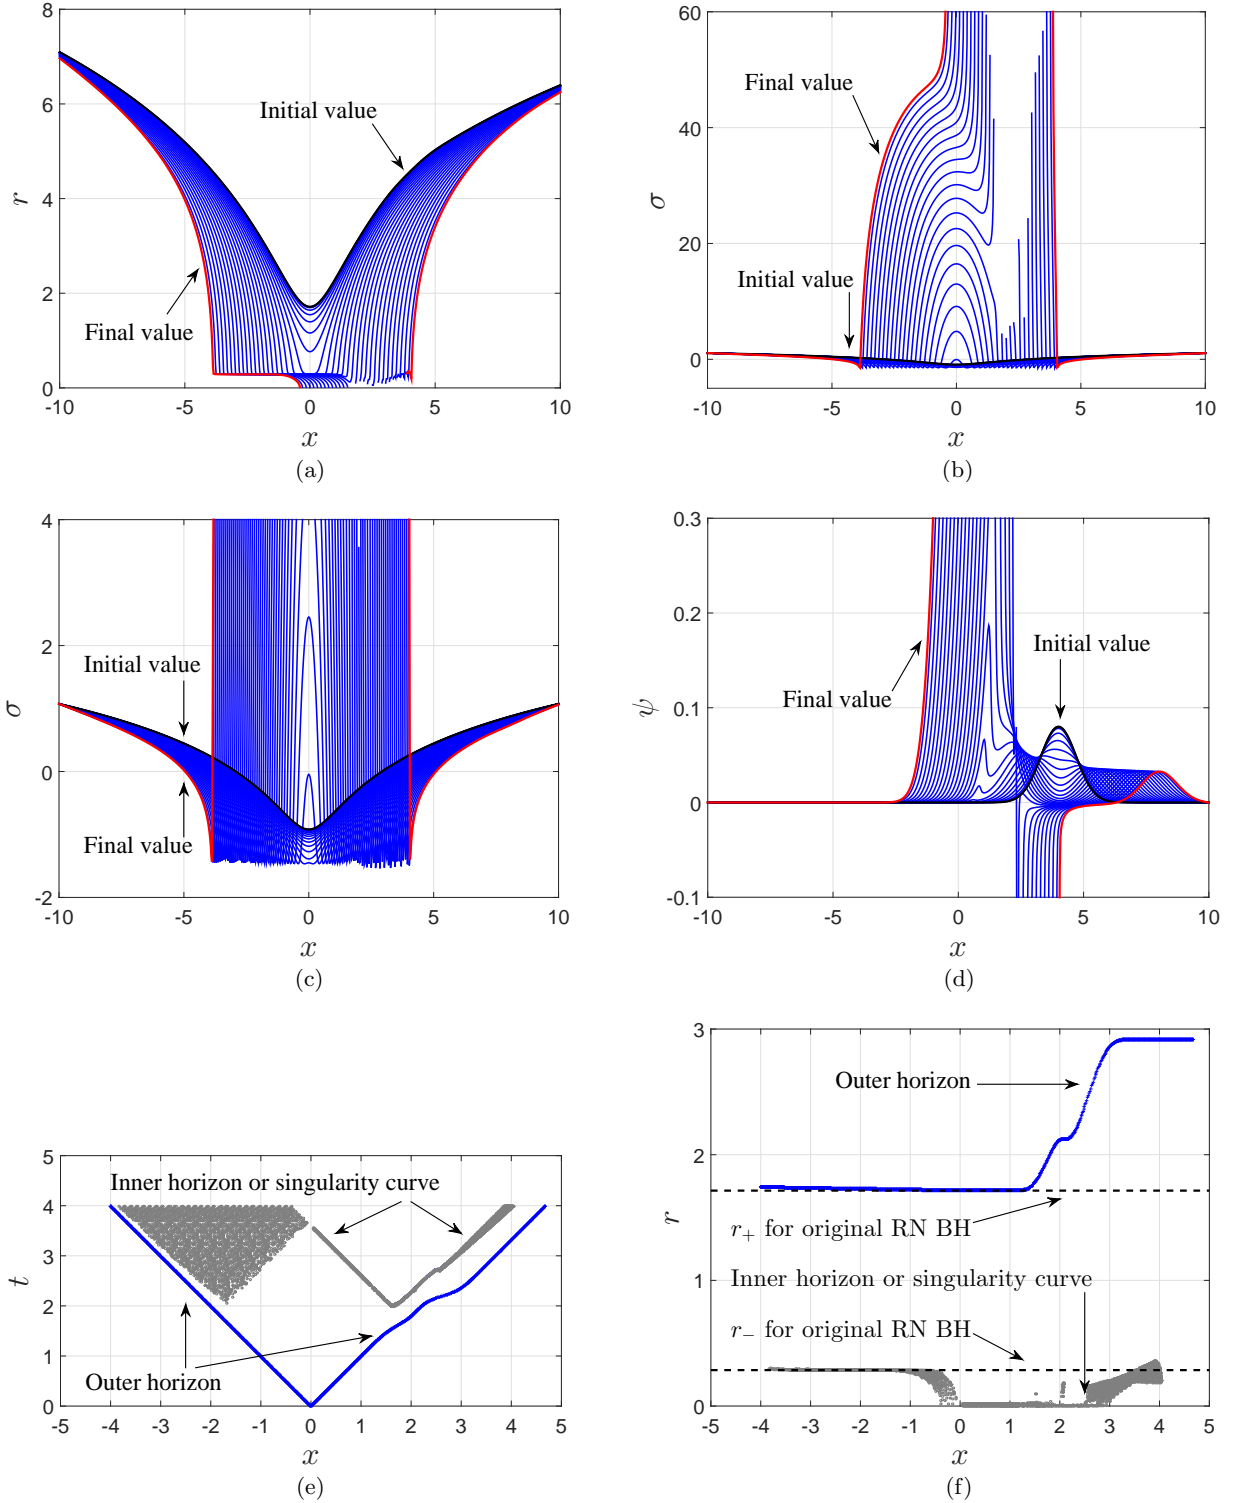 8
6
4
2
0
r
Initial value
Final value
-10
-5
0
5
10
x
(a)
60
40
20
0
σ
Final value
Initial value
-10
-5
0
5
10
x
(b)
4
2
0
-2
σ
Initial value
Final value
-10
-5
0
5
10
x
(c)
0.3
0.2
0.1
0
-0.1
ψ
Initial value
Final value
-10
-5
0
5
10
x
(d)
5
4
3
2
1
0
t
Inner horizon or singularity curve
Outer horizon
-5
-4
-3
-2
-1
0
1
2
3
4
5
x
(e)
3
2
1
0
r
Outer horizon
r₊ for original RN BH
Inner horizon or singularity curve
r₋ for original RN BH
-5
-4
-3
-2
-1
0
1
2
3
4
5
x
(f)